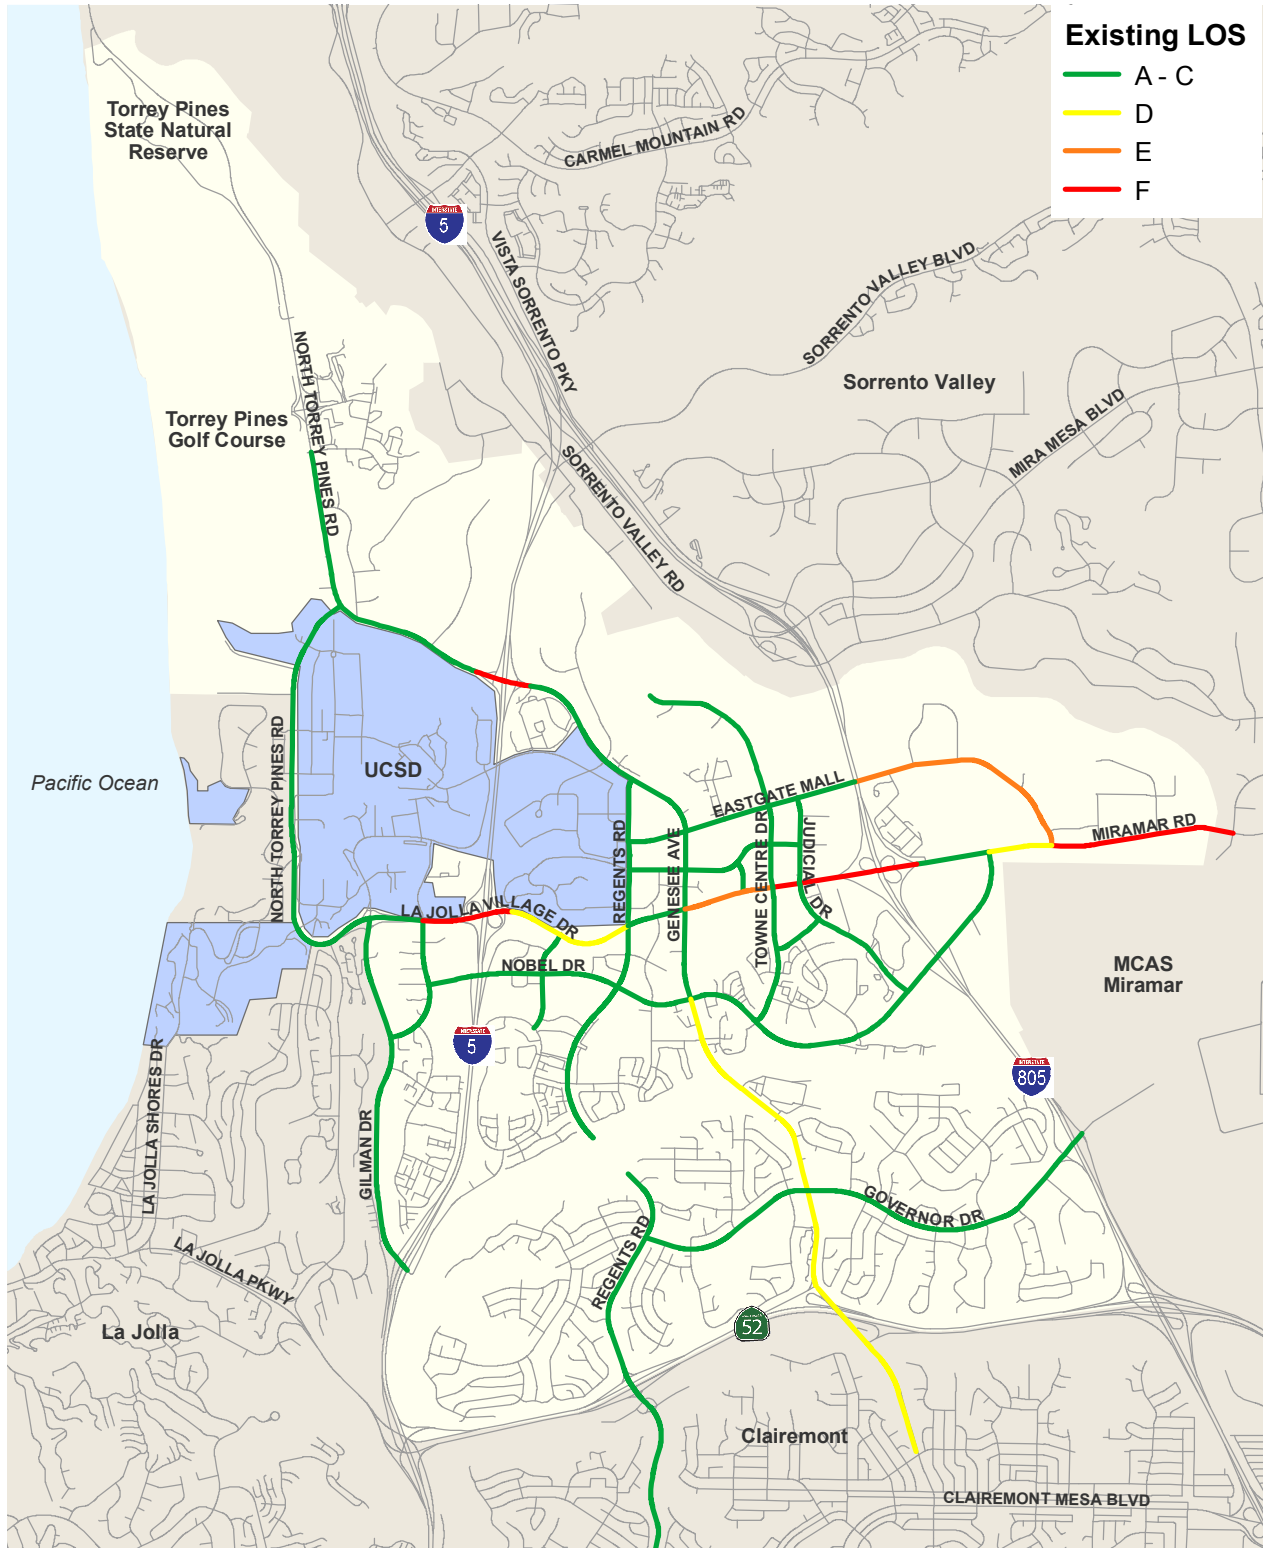 Existing LOS
A - C
D
E
F
Torrey Pines
State Natural
Reserve
CARMEL MOUNTAIN RD
INTERSTATE
5
VISTA SORRENTO PKY
SORRENTO VALLEY BLVD
Sorrento Valley
MIRA MESA BLVD
NORTH TORREY PINES RD
Torrey Pines
Golf Course
SORRENTO VALLEY RD
Pacific Ocean
UCSD
NORTH TORREY PINES RD
EASTGATE MALL
MIRAMAR RD
REGENTS RD
GENESEE AVE
TOWNE CENTRE DR
JUDICIAL DR
LA JOLLA VILLAGE DR
NOBEL DR
MCAS
Miramar
INTERSTATE
5
INTERSTATE
805
LA JOLLA SHORES DR
GILMAN DR
GOVERNOR DR
REGENTS RD
LA JOLLA PKWY
La Jolla
52
Clairemont
CLAIREMONT MESA BLVD